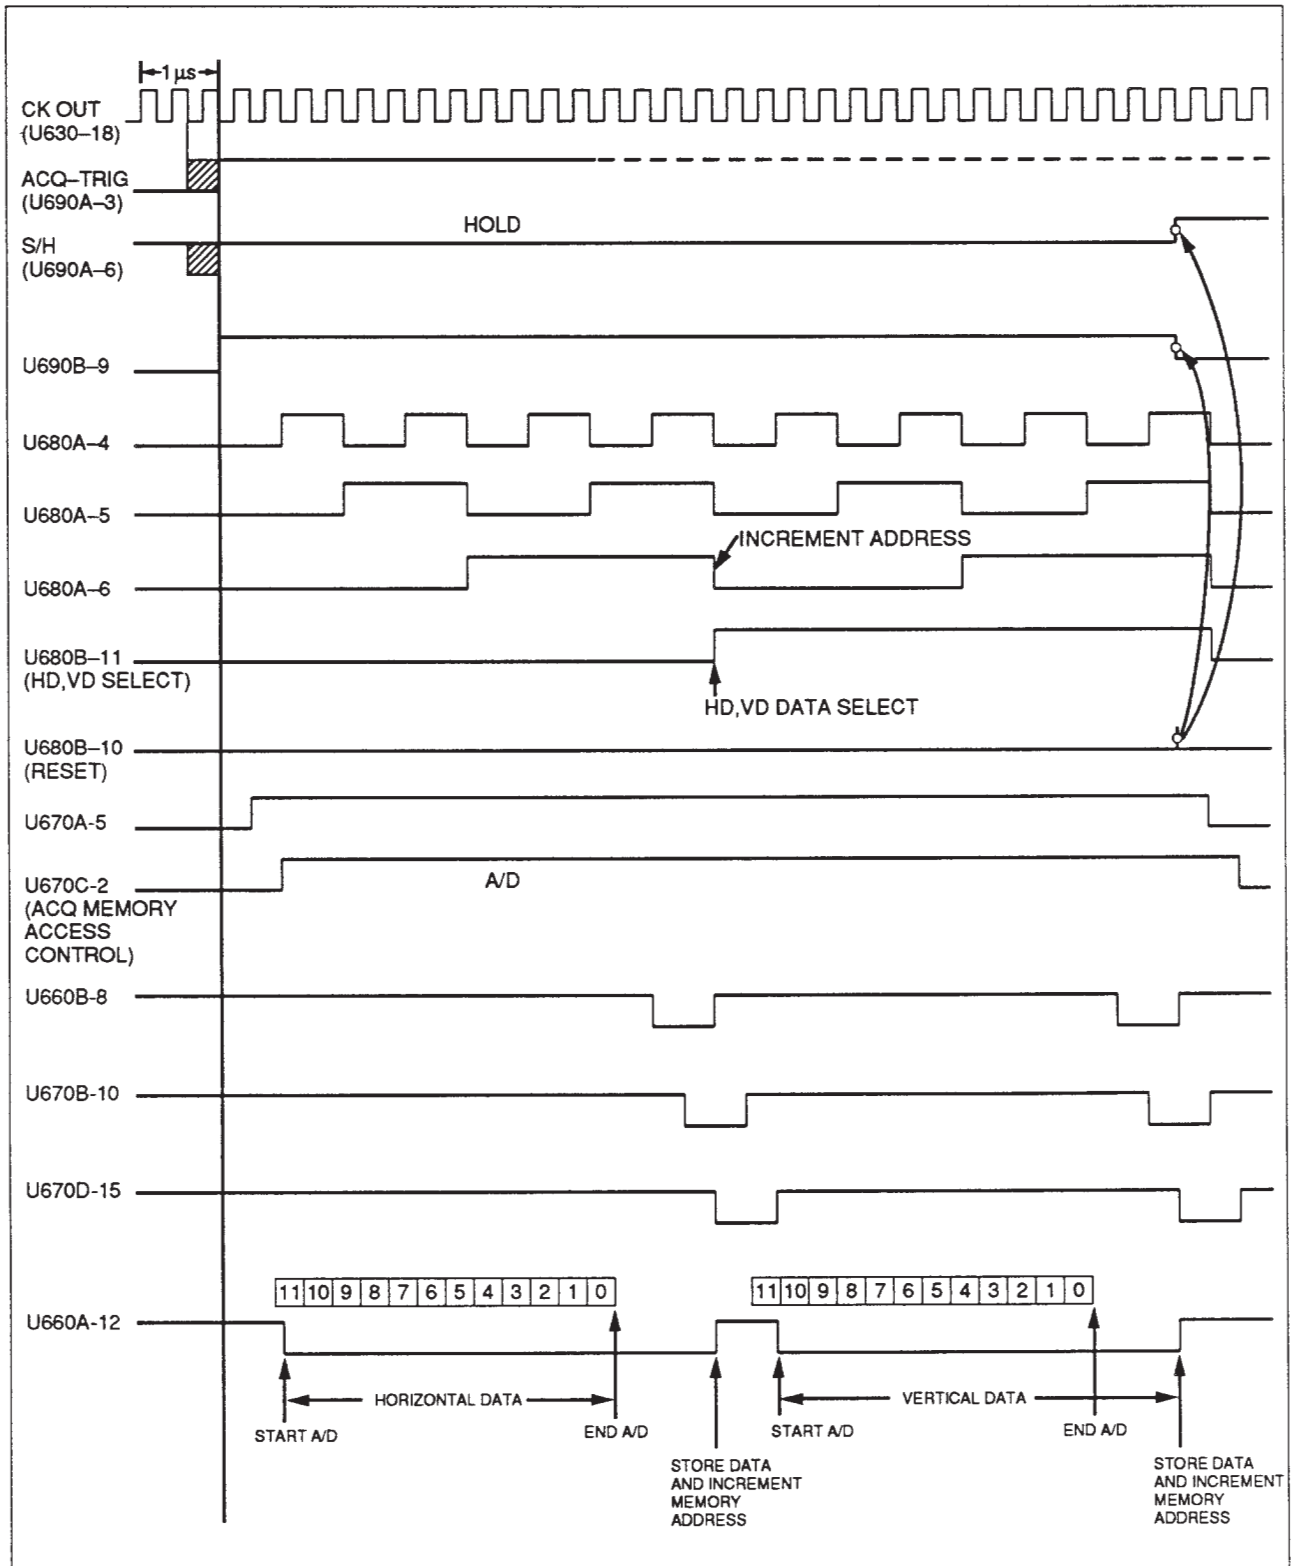 1 μs
CK OUT
(U630–18)
ACQ–TRIG
(U690A–3)
HOLD
S/H
(U690A–6)
U690B–9
U680A–4
U680A–5
INCREMENT ADDRESS
U680A–6
U680B–11
(HD,VD SELECT)
HD,VD DATA SELECT
U680B–10
(RESET)
U670A-5
U670C-2
(ACQ MEMORY
ACCESS
CONTROL)
A/D
U660B-8
U670B-10
U670D-15
11 10 9 8 7 6 5 4 3 2 1 0
11 10 9 8 7 6 5 4 3 2 1 0
U660A-12
HORIZONTAL DATA
VERTICAL DATA
START A/D
END A/D
START A/D
END A/D
STORE DATA
AND INCREMENT
MEMORY
ADDRESS
STORE DATA
AND INCREMENT
MEMORY
ADDRESS